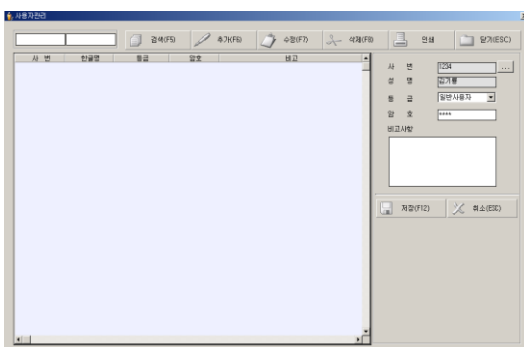 사용자관리
검색(F5) 추가(F6) 수정(F7) 삭제(F8) 인쇄 닫기(ESC)
사 번 한글명 등급 암호 비고
사 번 1234 ...
성 명 김기룡
등 급 일반사용자
암 호 ****
비고사항
저장(F12) 취소(ESC)